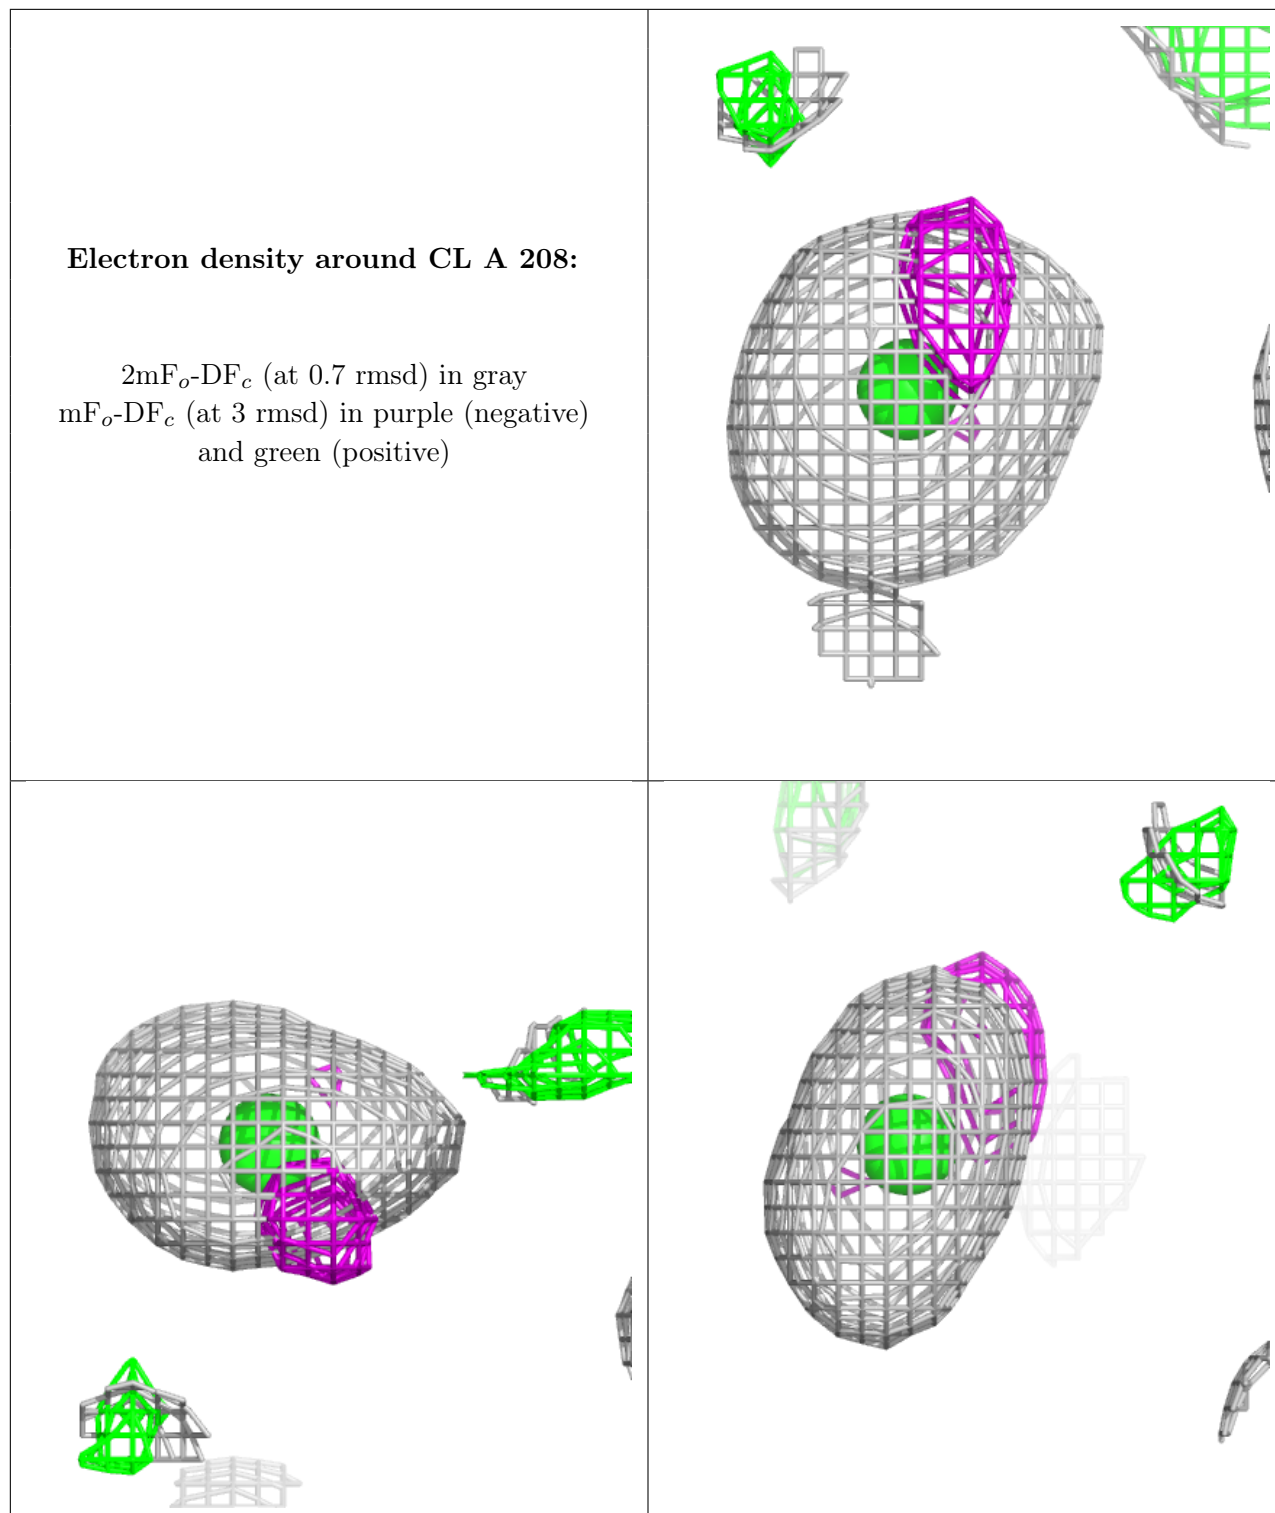 Electron density around CL A 208:
2mFo-DFc (at 0.7 rmsd) in gray
mFo-DFc (at 3 rmsd) in purple (negative)
and green (positive)